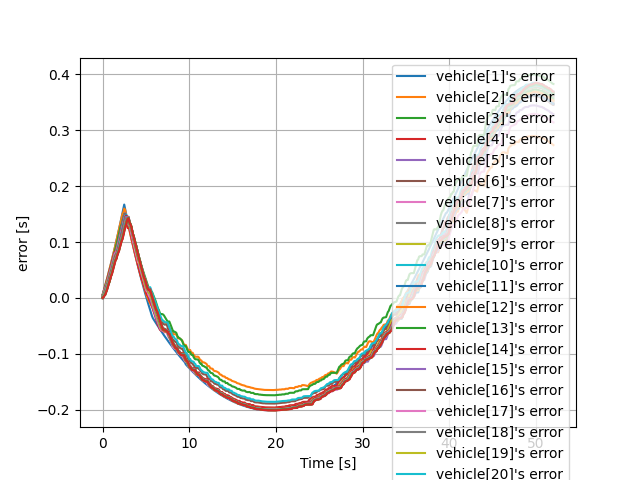 0.4
0.3
0.2
0.1
0.0
−0.1
−0.2
error [s]
0
10
20
30
40
50
Time [s]
vehicle[1]'s error
vehicle[2]'s error
vehicle[3]'s error
vehicle[4]'s error
vehicle[5]'s error
vehicle[6]'s error
vehicle[7]'s error
vehicle[8]'s error
vehicle[9]'s error
vehicle[10]'s error
vehicle[11]'s error
vehicle[12]'s error
vehicle[13]'s error
vehicle[14]'s error
vehicle[15]'s error
vehicle[16]'s error
vehicle[17]'s error
vehicle[18]'s error
vehicle[19]'s error
vehicle[20]'s error